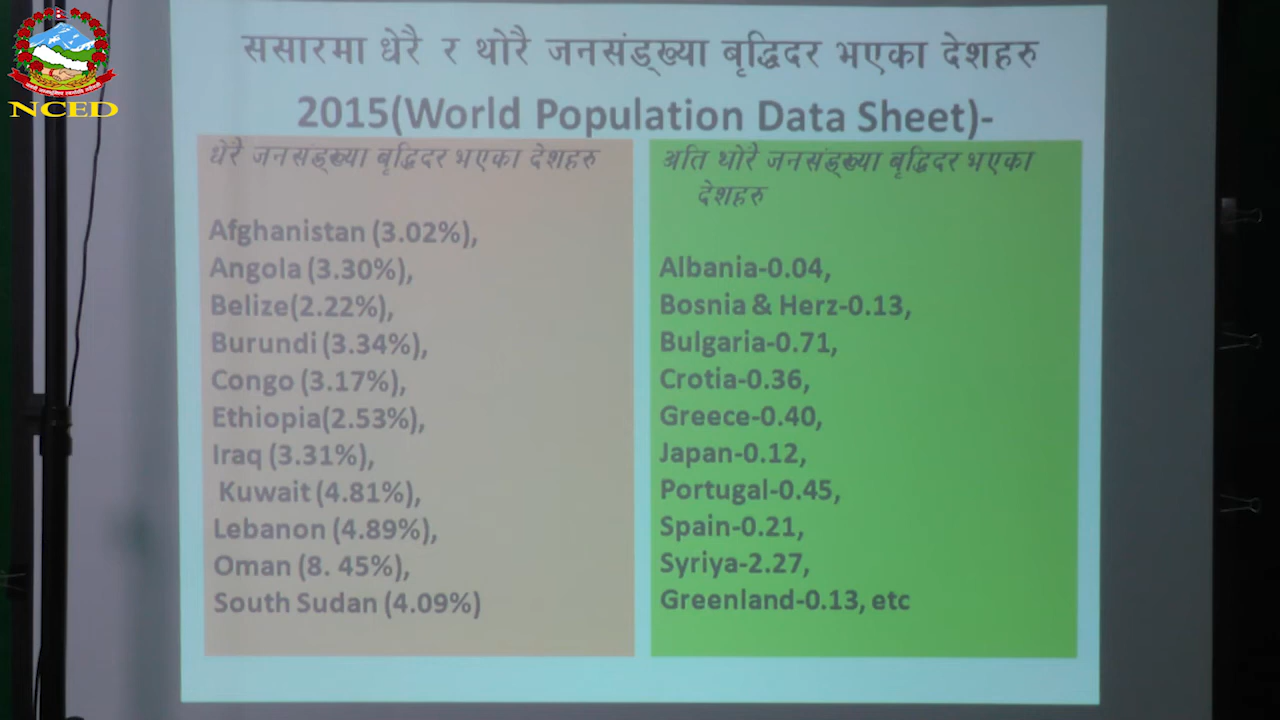 NCED
ससारमा धेरै र थोरै जनसंङ्ख्या बृद्धिदर भएका देशहरु
2015(World Population Data Sheet)-
धेरै जनसंङ्ख्या बृद्धिदर भएका देशहरु
Afghanistan (3.02%),
Angola (3.30%),
Belize(2.22%),
Burundi (3.34%),
Congo (3.17%),
Ethiopia(2.53%),
Iraq (3.31%),
Kuwait (4.81%),
Lebanon (4.89%),
Oman (8. 45%),
South Sudan (4.09%)
अति थोरै जनसंङ्ख्या बृद्धिदर भएका
देशहरु
Albania-0.04,
Bosnia & Herz-0.13,
Bulgaria-0.71,
Crotia-0.36,
Greece-0.40,
Japan-0.12,
Portugal-0.45,
Spain-0.21,
Syriya-2.27,
Greenland-0.13, etc